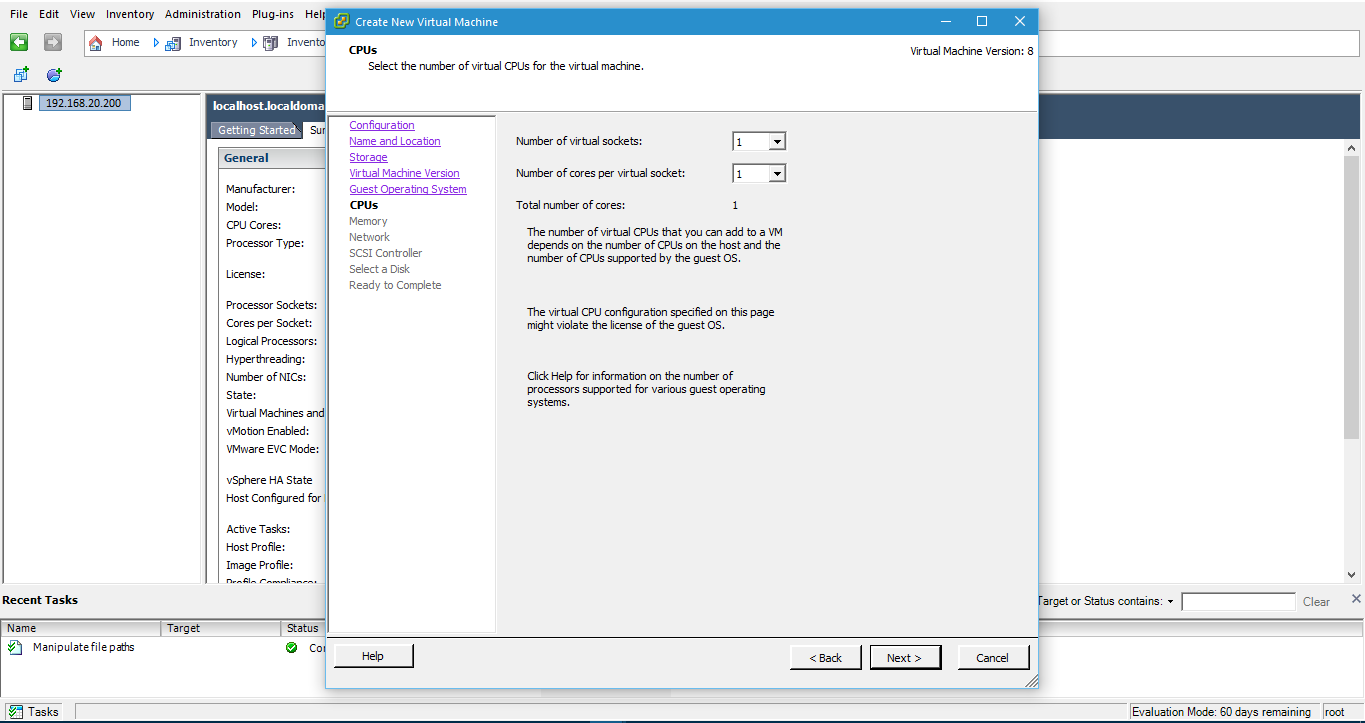 File Edit View Inventory Administration Plug-ins Help
Create New Virtual Machine
Home Inventory
CPUs
Select the number of virtual CPUs for the virtual machine.
Virtual Machine Version: 8
192.168.20.200
Getting Started
General
Manufacturer:
Model:
CPU Cores:
Processor Type:
License:
Processor Sockets:
Cores per Socket:
Logical Processors:
Hyperthreading:
Number of NICs:
State:
Virtual Machines and
vMotion Enabled:
VMware EVC Mode:
vSphere HA State
Host Configured for
Active Tasks:
Host Profile:
Image Profile:
Profile Compliance:
Configuration
Name and Location
Storage
Virtual Machine Version
Guest Operating System
CPUs
Memory
Network
SCSI Controller
Select a Disk
Ready to Complete
Number of virtual sockets: 1
Number of cores per virtual socket: 1
Total number of cores: 1
The number of virtual CPUs that you can add to a VM
depends on the number of CPUs on the host and the
number of CPUs supported by the guest OS.
The virtual CPU configuration specified on this page
might violate the license of the guest OS.
Click Help for information on the number of
processors supported for various guest operating
systems.
Help < Back Next > Cancel
Recent Tasks
Target or Status contains: Clear
Name Target Status
Manipulate file paths
Tasks
Evaluation Mode: 60 days remaining root